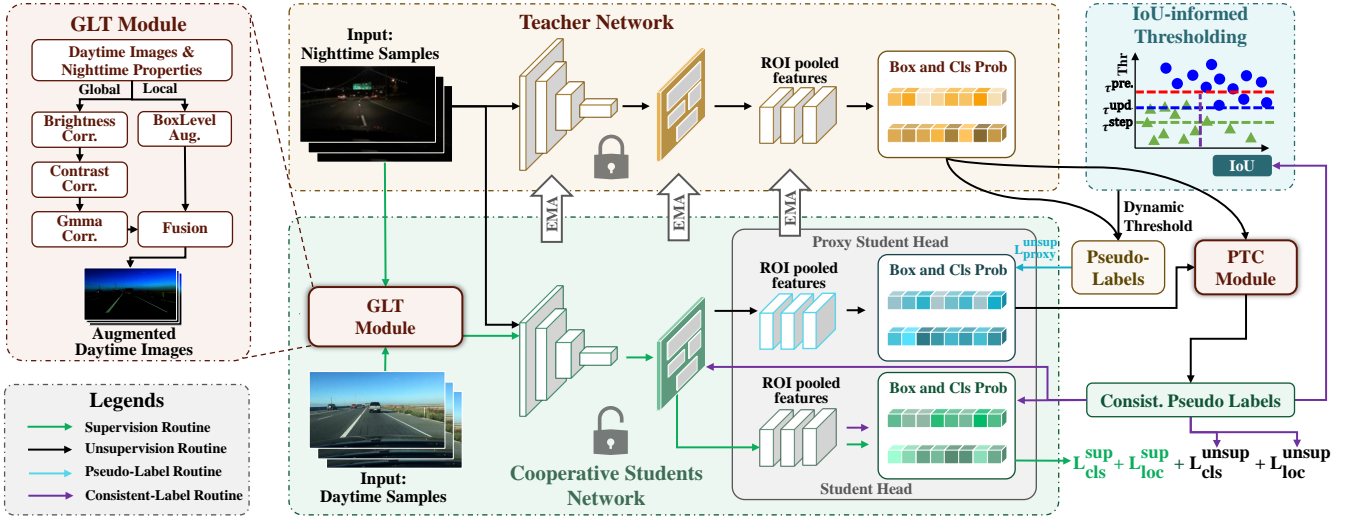 GLT Module
Daytime Images &
Nighttime Properties
Global
Local
Brightness
Corr.
BoxLevel
Aug.
Contrast
Corr.
Gmma
Corr.
Fusion
Augmented
Daytime Images
Legends
Supervision Routine
Unsupervision Routine
Pseudo-Label Routine
Consistent-Label Routine
Teacher Network
Input:
Nighttime Samples
ROI pooled
features
Box and Cls Prob
EMA
EMA
EMA
IoU-informed
Thresholding
Thr
τpre.
τupd
τstep
IoU
Dynamic
Threshold
Pseudo-
Labels
PTC
Module
Lunsup
proxy
Proxy Student Head
ROI pooled
features
Box and Cls Prob
GLT
Module
Input:
Daytime Samples
Cooperative Students
Network
ROI pooled
features
Box and Cls Prob
Student Head
Consist. Pseudo Labels
Lsup cls + Lsup loc + Lunsup cls + Lunsup loc